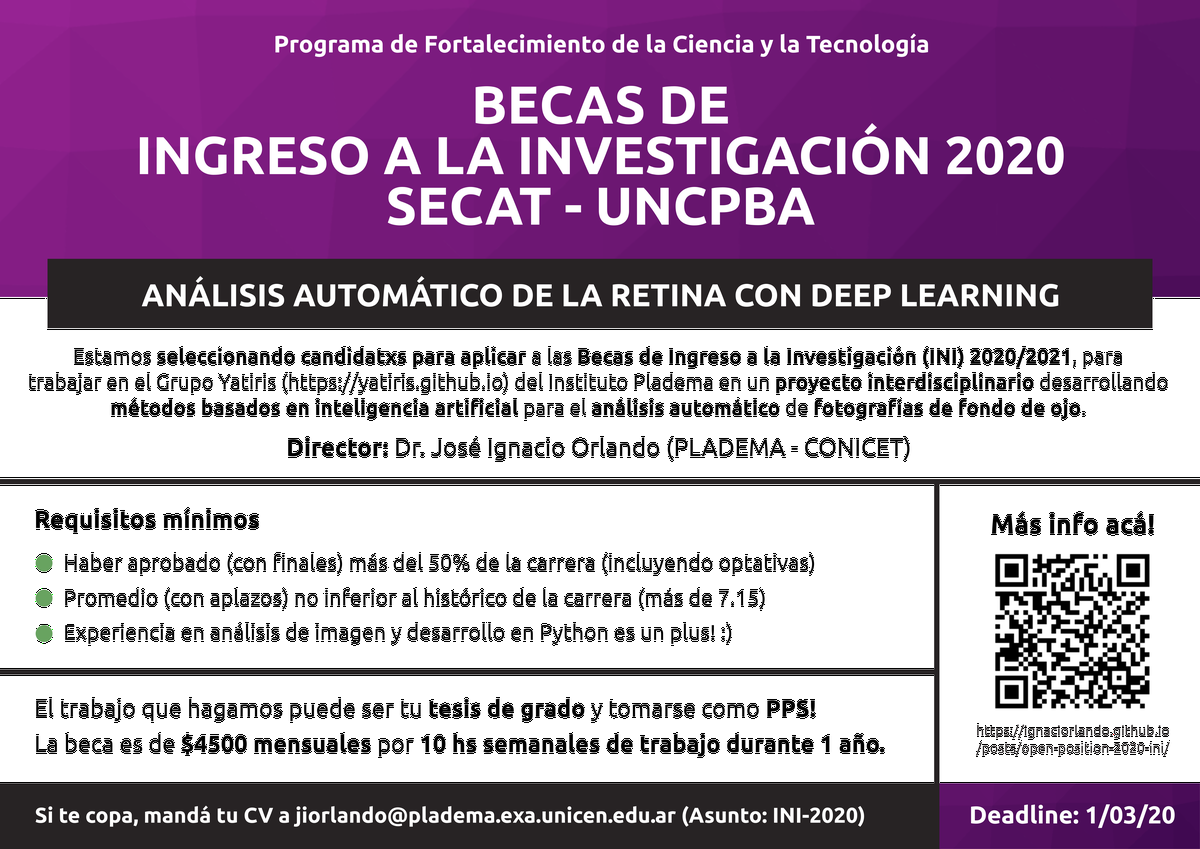 Programa de Fortalecimiento de la Ciencia y la Tecnología
BECAS DE
INGRESO A LA INVESTIGACIÓN 2020
SECAT - UNCPBA
ANÁLISIS AUTOMÁTICO DE LA RETINA CON DEEP LEARNING
Estamos seleccionando candidatxs para aplicar a las Becas de Ingreso a la Investigación (INI) 2020/2021, para
trabajar en el Grupo Yatiris (https://yatiris.github.io) del Instituto Pladema en un proyecto interdisciplinario desarrollando
métodos basados en inteligencia artificial para el análisis automático de fotografías de fondo de ojo.
Director: Dr. José Ignacio Orlando (PLADEMA - CONICET)
Requisitos mínimos
Haber aprobado (con finales) más del 50% de la carrera (incluyendo optativas)
Promedio (con aplazos) no inferior al histórico de la carrera (más de 7.15)
Experiencia en análisis de imagen y desarrollo en Python es un plus! :)
El trabajo que hagamos puede ser tu tesis de grado y tomarse como PPS!
La beca es de $4500 mensuales por 10 hs semanales de trabajo durante 1 año.
Más info acá!
https://ignaciorlando.github.io
/posts/open-position-2020-ini/
Si te copa, mandá tu CV a jiorlando@pladema.exa.unicen.edu.ar (Asunto: INI-2020)
Deadline: 1/03/20